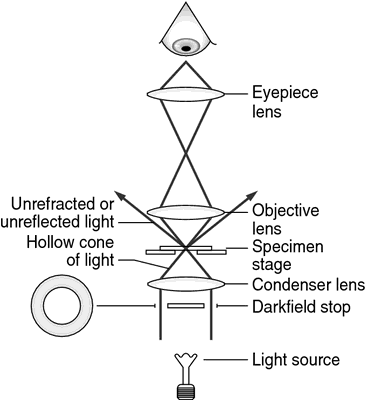 Eyepiece
lens
Unrefracted or
unreflected light
Hollow cone
of light
Objective
lens
Specimen
stage
Condenser lens
Darkfield stop
Light source